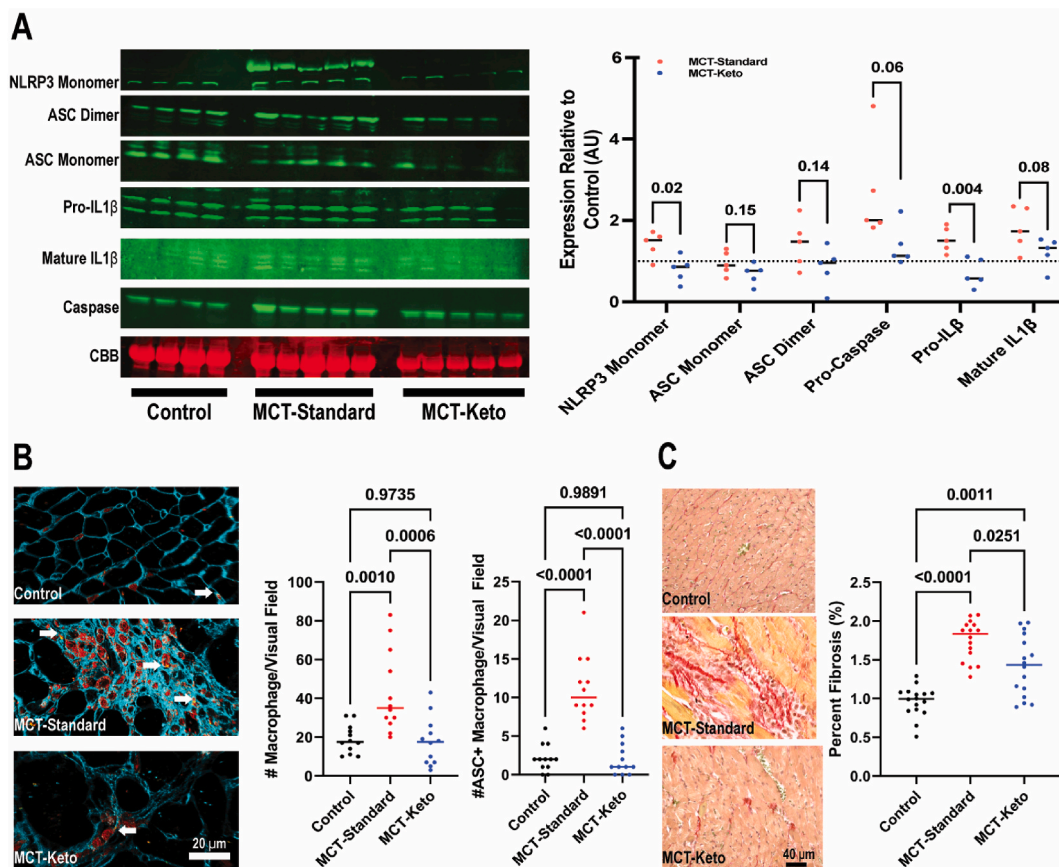 A
NLRP3 Monomer
ASC Dimer
ASC Monomer
Pro-IL1β
Mature IL1β
Caspase
CBB
Control
MCT-Standard
MCT-Keto
Expression Relative to
Control (AU)
6
4
2
0
MCT-Standard
MCT-Keto
0.02
0.15
0.14
0.06
0.004
0.08
NLRP3 Monomer
ASC Monomer
ASC Dimer
Pro-Caspase
Pro-ILβ
Mature IL1β
B
Control
MCT-Standard
MCT-Keto
20 µm
# Macrophage/Visual Field
100
80
60
40
20
0
0.9735
0.0006
0.0010
Control
MCT-Standard
MCT-Keto
#ASC+ Macrophage/Visual Field
25
20
15
10
5
0
0.9891
<0.0001
<0.0001
Control
MCT-Standard
MCT-Keto
C
Control
MCT-Standard
MCT-Keto
40 µm
Percent Fibrosis (%)
2.5
2.0
1.5
1.0
0.5
0.0
0.0011
0.0251
<0.0001
Control
MCT-Standard
MCT-Keto